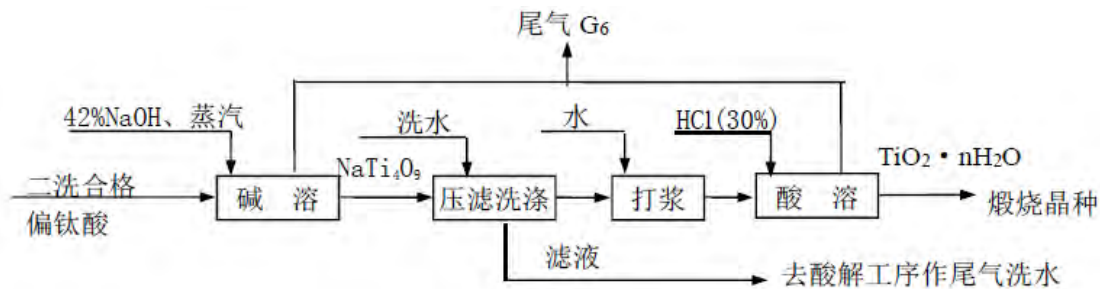 尾气 G₆
42%NaOH、蒸汽
洗水
水
HCl(30%)
二洗合格
偏钛酸
碱 溶
NaTi₄O₉
压滤洗涤
打浆
酸 溶
TiO₂·nH₂O
煅烧晶种
滤液
去酸解工序作尾气洗水